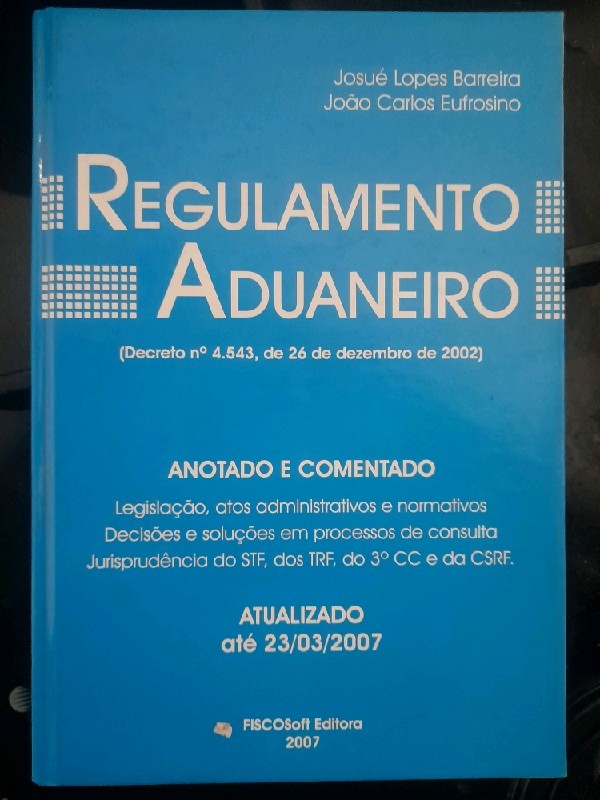 Josué Lopes Barreira
João Carlos Eufrosino
REGULAMENTO
ADUANEIRO
(Decreto nº 4.543, de 26 de dezembro de 2002)
ANOTADO E COMENTADO
Legislação, atos administrativos e normativos
Decisões e soluções em processos de consulta
Jurisprudência do STF, dos TRF, do 3º CC e da CSRF.
ATUALIZADO
até 23/03/2007
FISCOSoft Editora
2007